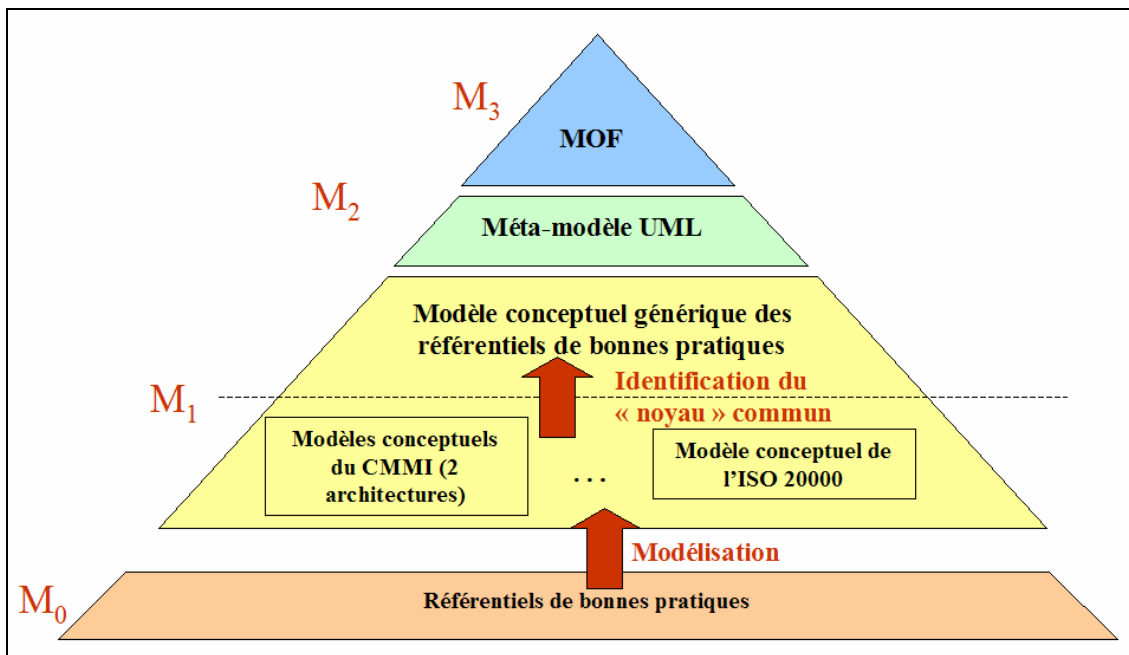 M3
MOF
M2
Méta-modèle UML
Modèle conceptuel générique des
référentiels de bonnes pratiques
M1
Identification du
« noyau » commun
Modèles conceptuels
du CMMI (2
architectures)
...
Modèle conceptuel de
l'ISO 20000
Modélisation
M0
Référentiels de bonnes pratiques